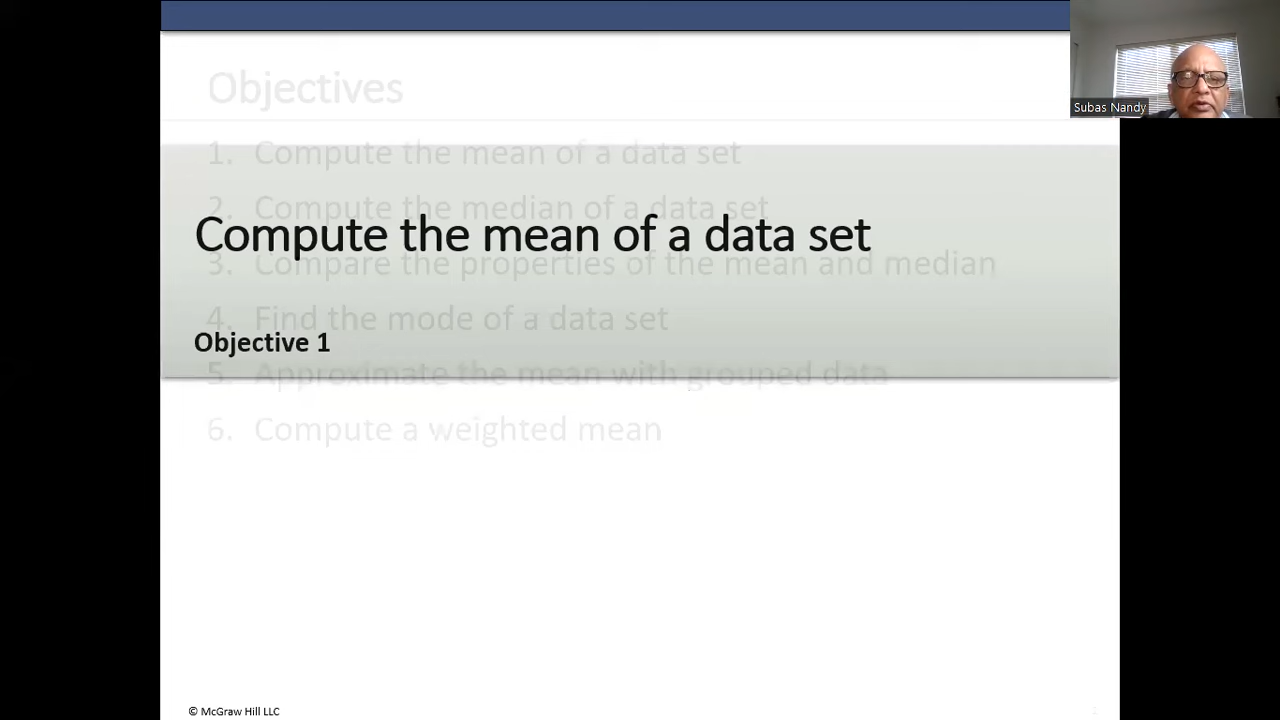 Objectives
Subas Nandy
1. Compute the mean of a data set
2. Compute the median of a data set
Compute the mean of a data set
3. Compare the properties of the mean and median
4. Find the mode of a data set
Objective 1
5. Approximate the mean with grouped data
6. Compute a weighted mean
© McGraw Hill LLC